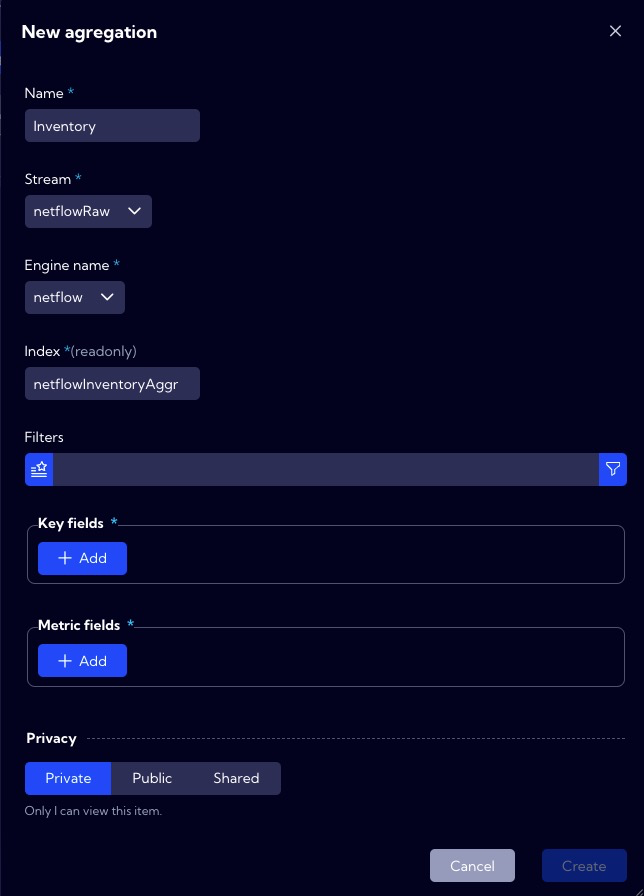 New agregation
Name *
Inventory
Stream *
netflowRaw
Engine name *
netflow
Index *(readonly)
netflowInventoryAggr
Filters
Key fields *
Add
Metric fields *
Add
Privacy
Private Public Shared
Only I can view this item.
Cancel Create